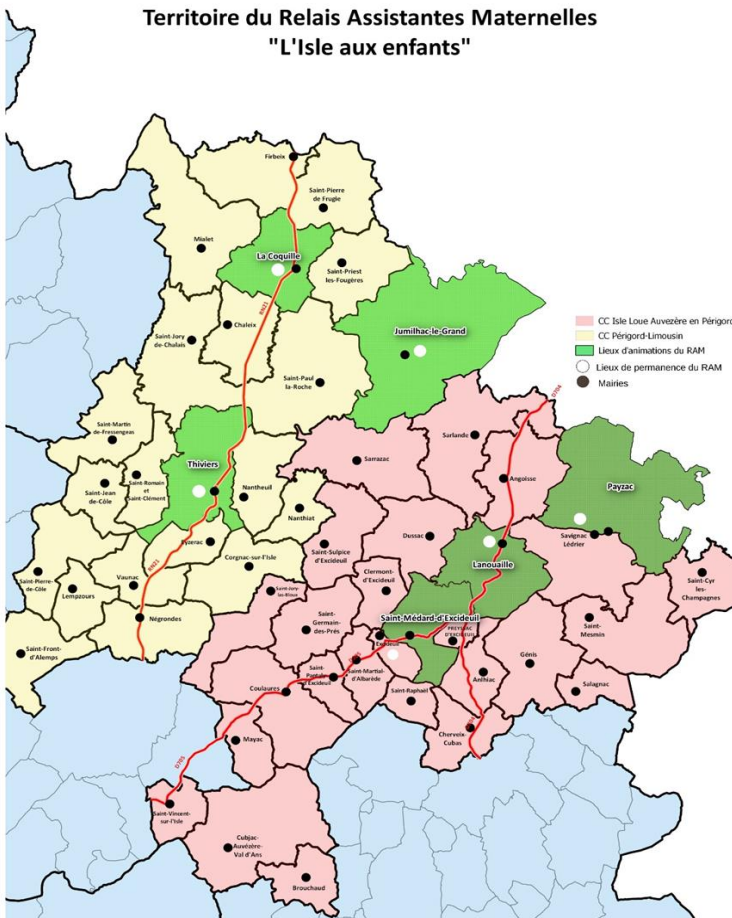 Territoire du Relais Assistantes Maternelles
"L'Isle aux enfants"
Firbeix
Saint-Pierre
de Frugie
Mialet
La Coquille
Saint-Priest
les-Fougères
RN21
Jumilhac-le-Grand
CC Isle Loue Auvezère en Périgord
CC Périgord-Limousin
Lieux d'animations du RAM
Lieux de permanence du RAM
Mairies
Chaleix
Saint-Jory
de-Chalais
Saint-Paul
la-Roche
D704
Saint-Martin
de-Fressengeas
Sarlande
Sarrazac
Thiviers
Saint-Jean
de-Côle
Saint-Romain
et
Saint-Clément
Nantheuil
Angoisse
Payzac
Nanthiat
Savignac
Lédrier
Dussac
Eyzerac
RN21
Saint-Sulpice
d'Excideuil
Lanouaille
Corgnac-sur-l'Isle
Clermont-
d'Excideuil
Saint-Pierre-
de-Côle
Lempzours
Vaunac
Saint-Cyr
les-Champagnes
Négrondes
Saint-Germain-
des-Prés
Saint-Médard-d'Excideuil
Saint-
Mesmin
Saint-Front-
d'Alemps
Génis
Saint-Martial-
d'Albarède
Anlhiac
Salagnac
Coulaures
Saint-Raphaël
Cherveix-
Cubas
Mayac
D705
Saint-Vincent-
sur-l'Isle
Cubjac-
Auvézère-
Val d'Ans
Brouchaud